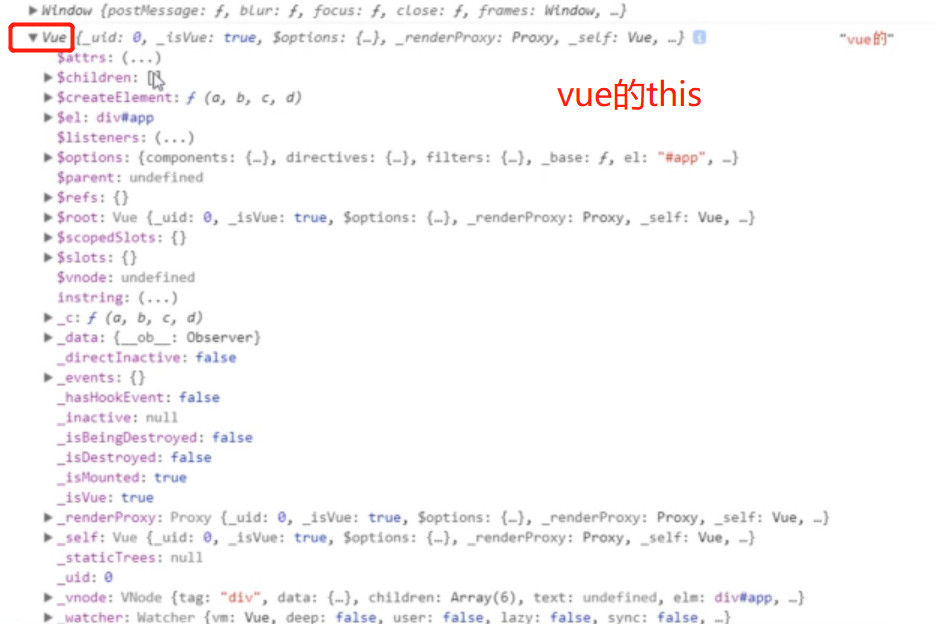 ▶Window {postMessage: ƒ, blur: ƒ, focus: ƒ, close: ƒ, frames: Window, …}
▼Vue {_uid: 0, _isVue: true, $options: {…}, _renderProxy: Proxy, _self: Vue, …} i "vue的"
$attrs: (...)
▶$children: []
vue的this
▶$createElement: ƒ (a, b, c, d)
▶$el: div#app
$listeners: (...)
▶$options: {components: {…}, directives: {…}, filters: {…}, _base: ƒ, el: "#app", …}
$parent: undefined
▶$refs: {}
▶$root: Vue {_uid: 0, _isVue: true, $options: {…}, _renderProxy: Proxy, _self: Vue, …}
▶$scopedSlots: {}
▶$slots: {}
$vnode: undefined
instring: (...)
▶_c: ƒ (a, b, c, d)
▶_data: {__ob__: Observer}
_directInactive: false
▶_events: {}
_hasHookEvent: false
_inactive: null
_isBeingDestroyed: false
_isDestroyed: false
_isMounted: true
_isVue: true
▶_renderProxy: Proxy {_uid: 0, _isVue: true, $options: {…}, _renderProxy: Proxy, _self: Vue, …}
▶_self: Vue {_uid: 0, _isVue: true, $options: {…}, _renderProxy: Proxy, _self: Vue, …}
_staticTrees: null
_uid: 0
▶_vnode: VNode {tag: "div", data: {…}, children: Array(6), text: undefined, elm: div#app, …}
▶_watcher: Watcher {vm: Vue, deep: false, user: false, lazy: false, sync: false, …}